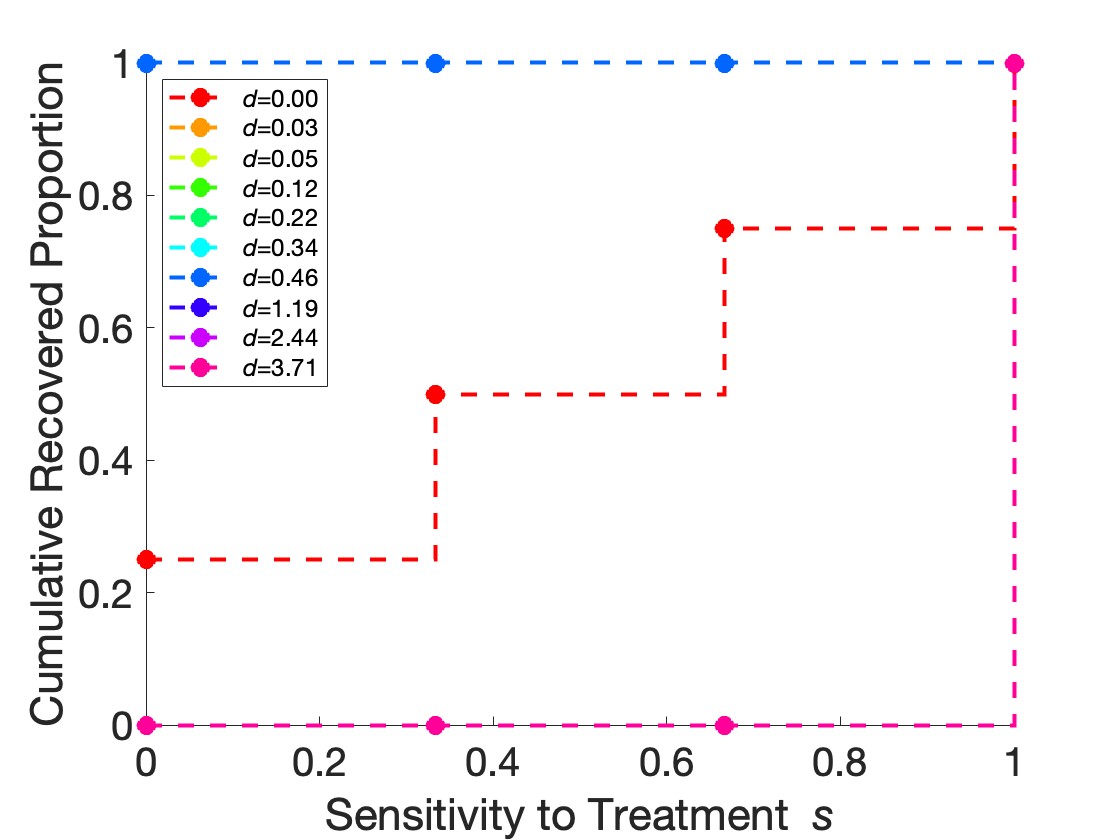 Cumulative Recovered Proportion
1
0.8
0.6
0.4
0.2
0
d=0.00
d=0.03
d=0.05
d=0.12
d=0.22
d=0.34
d=0.46
d=1.19
d=2.44
d=3.71
0 0.2 0.4 0.6 0.8 1
Sensitivity to Treatment s